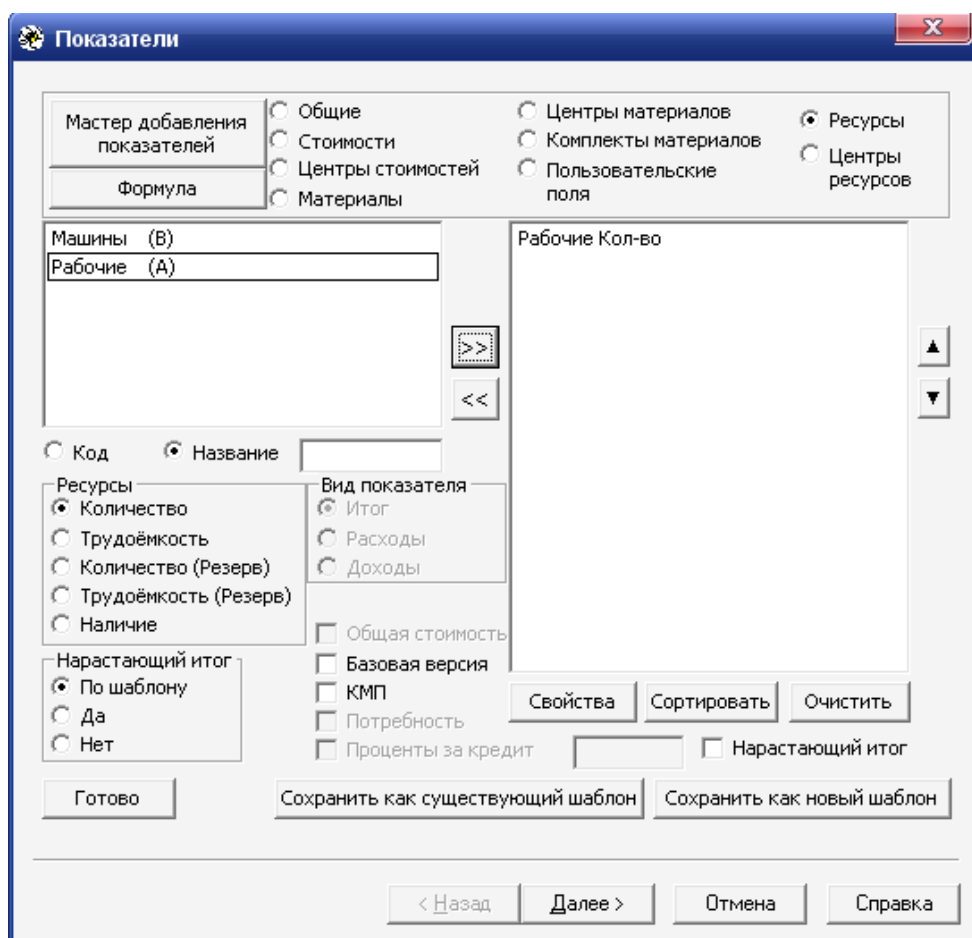 Показатели
Мастер добавления
показателей
Формула
Общие
Стоимости
Центры стоимостей
Материалы
Центры материалов
Комплекты материалов
Пользовательские
поля
Ресурсы
Центры
ресурсов
Машины (B)
Рабочие (A)
>>
<<
Рабочие Кол-во
Код
Название
Ресурсы
Количество
Трудоёмкость
Количество (Резерв)
Трудоёмкость (Резерв)
Наличие
Вид показателя
Итог
Расходы
Доходы
Нарастающий итог
По шаблону
Да
Нет
Общая стоимость
Базовая версия
КМП
Потребность
Проценты за кредит
Свойства
Сортировать
Очистить
Нарастающий итог
Готово
Сохранить как существующий шаблон
Сохранить как новый шаблон
< Назад
Далее >
Отмена
Справка